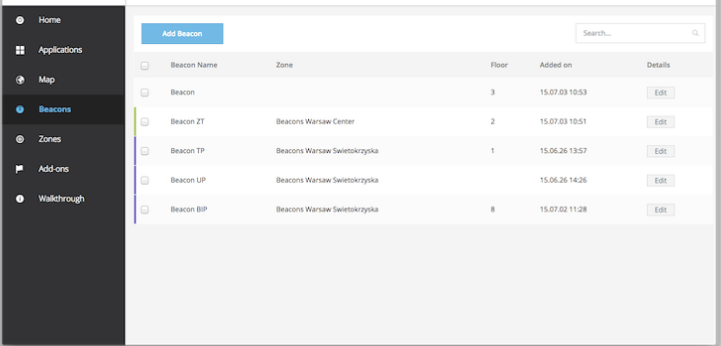 Home
Applications
Map
Beacons
Zones
Add-ons
Walkthrough
Add Beacon
Search...
Beacon Name Zone Floor Added on Details
Beacon 3 15.07.03 10:53 Edit
Beacon ZT Beacons Warsaw Center 2 15.07.03 10:51 Edit
Beacon TP Beacons Warsaw Swietokrzyska 1 15.06.26 13:57 Edit
Beacon UP Beacons Warsaw Swietokrzyska 15.06.26 14:26 Edit
Beacon BIP Beacons Warsaw Swietokrzyska 8 15.07.02 11:28 Edit